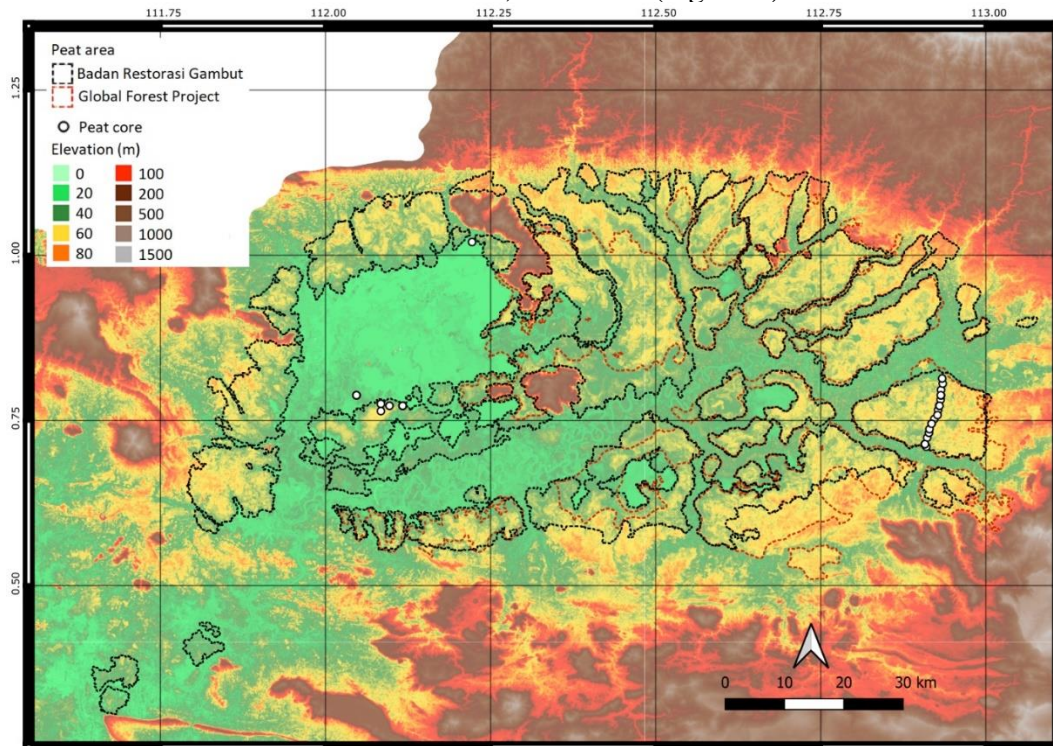 111.75 112.00 112.25 112.50 112.75 113.00
Peat area
Badan Restorasi Gambut
Global Forest Project
Peat core
Elevation (m)
0 100
20 200
40 500
60 1000
80 1500
1.25
1.00
0.75
0.50
0 10 20 30 km